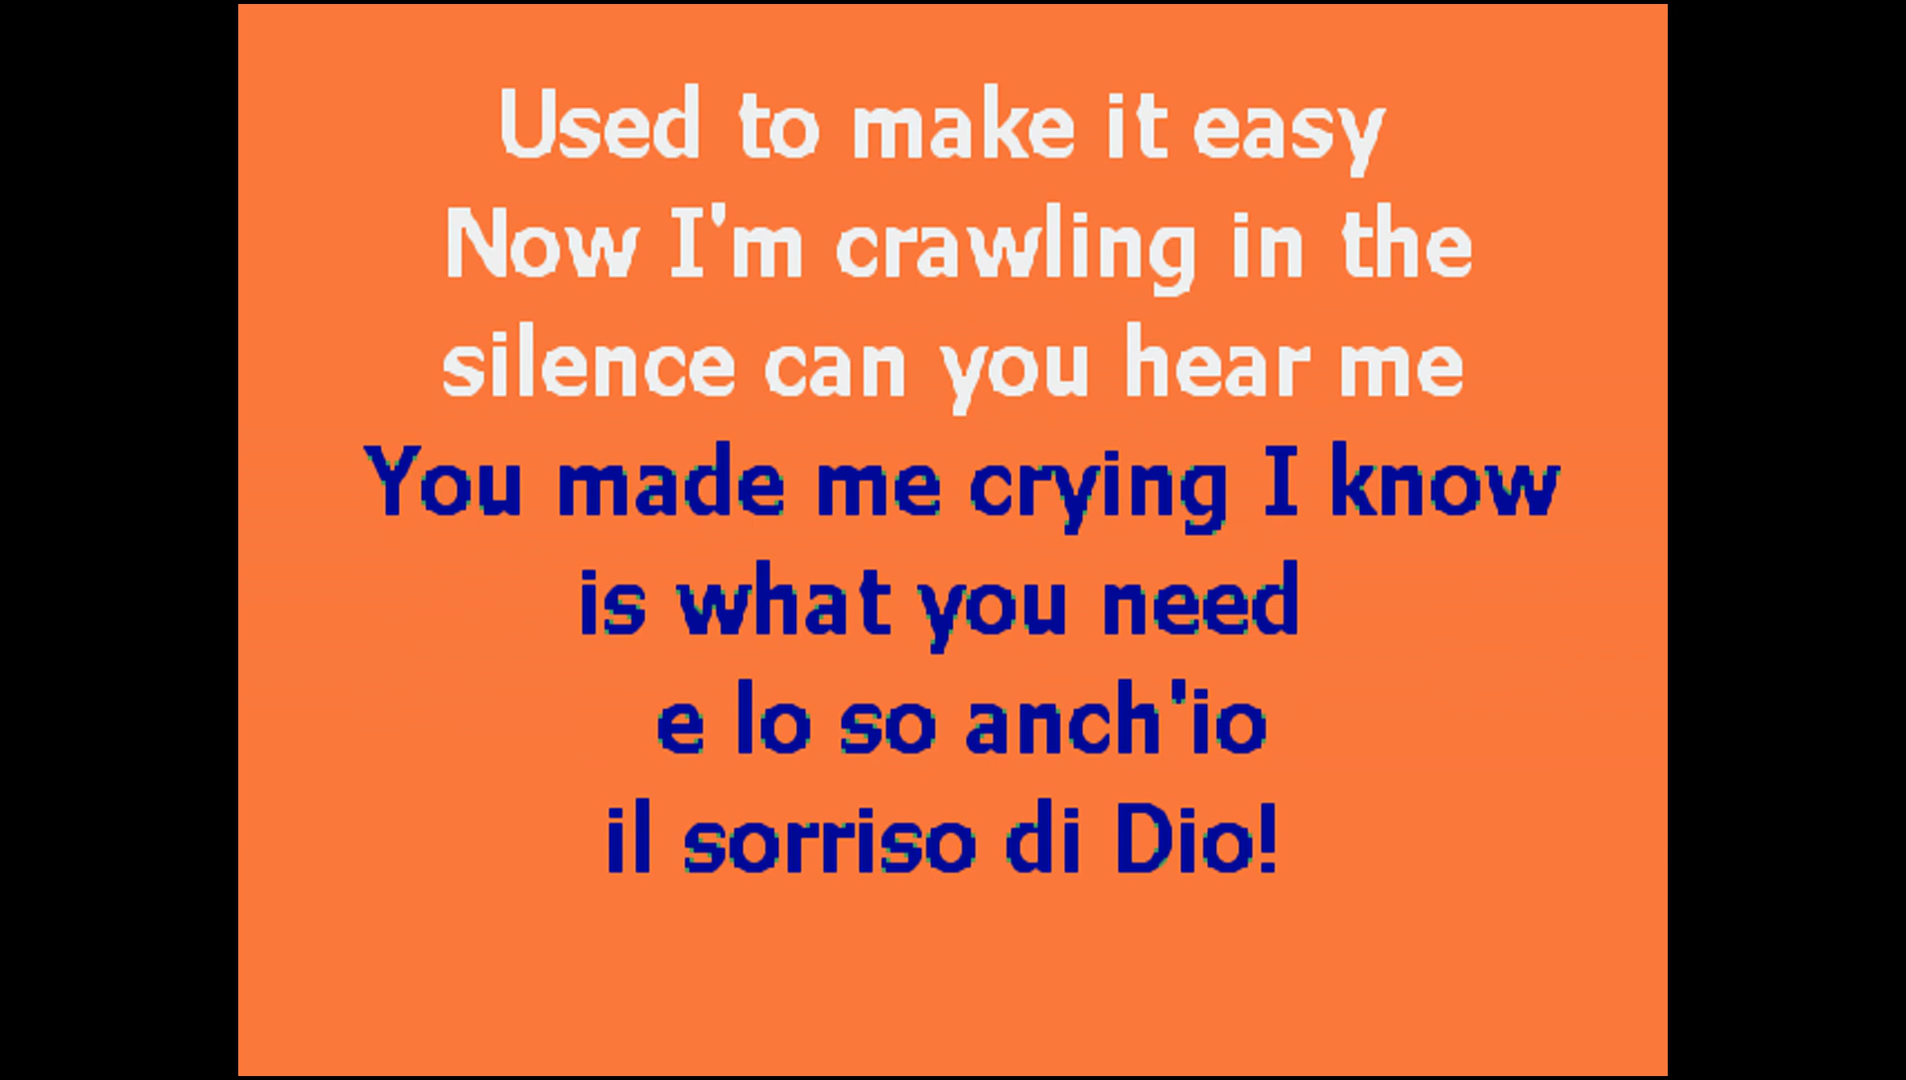 Used to make it easy
Now I'm crawling in the
silence can you hear me
You made me crying I know
is what you need
e lo so anch'io
il sorriso di Dio!